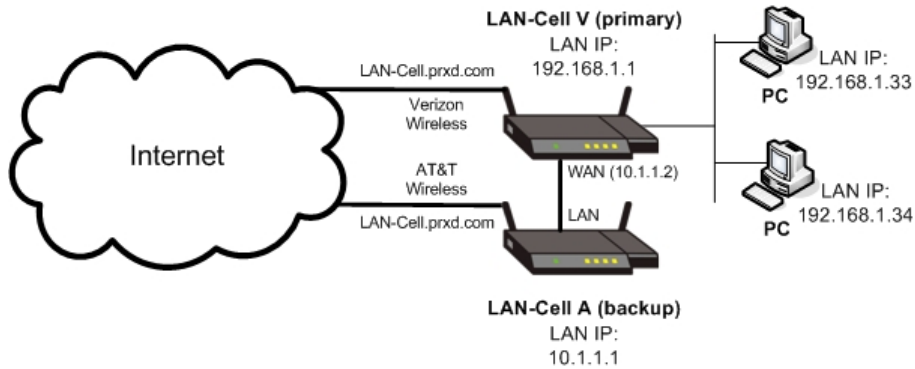 LAN-Cell V (primary)
LAN IP:
192.168.1.1
LAN IP:
192.168.1.33
PC
LAN-Cell.prxd.com
Verizon
Wireless
Internet
WAN (10.1.1.2)
AT&T
Wireless
LAN
LAN-Cell.prxd.com
LAN IP:
192.168.1.34
PC
LAN-Cell A (backup)
LAN IP:
10.1.1.1